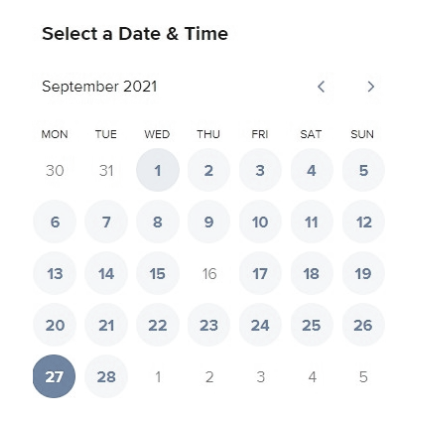 Select a Date & Time
September 2021
MON TUE WED THU FRI SAT SUN
30 31 1 2 3 4 5
6 7 8 9 10 11 12
13 14 15 16 17 18 19
20 21 22 23 24 25 26
27 28 1 2 3 4 5